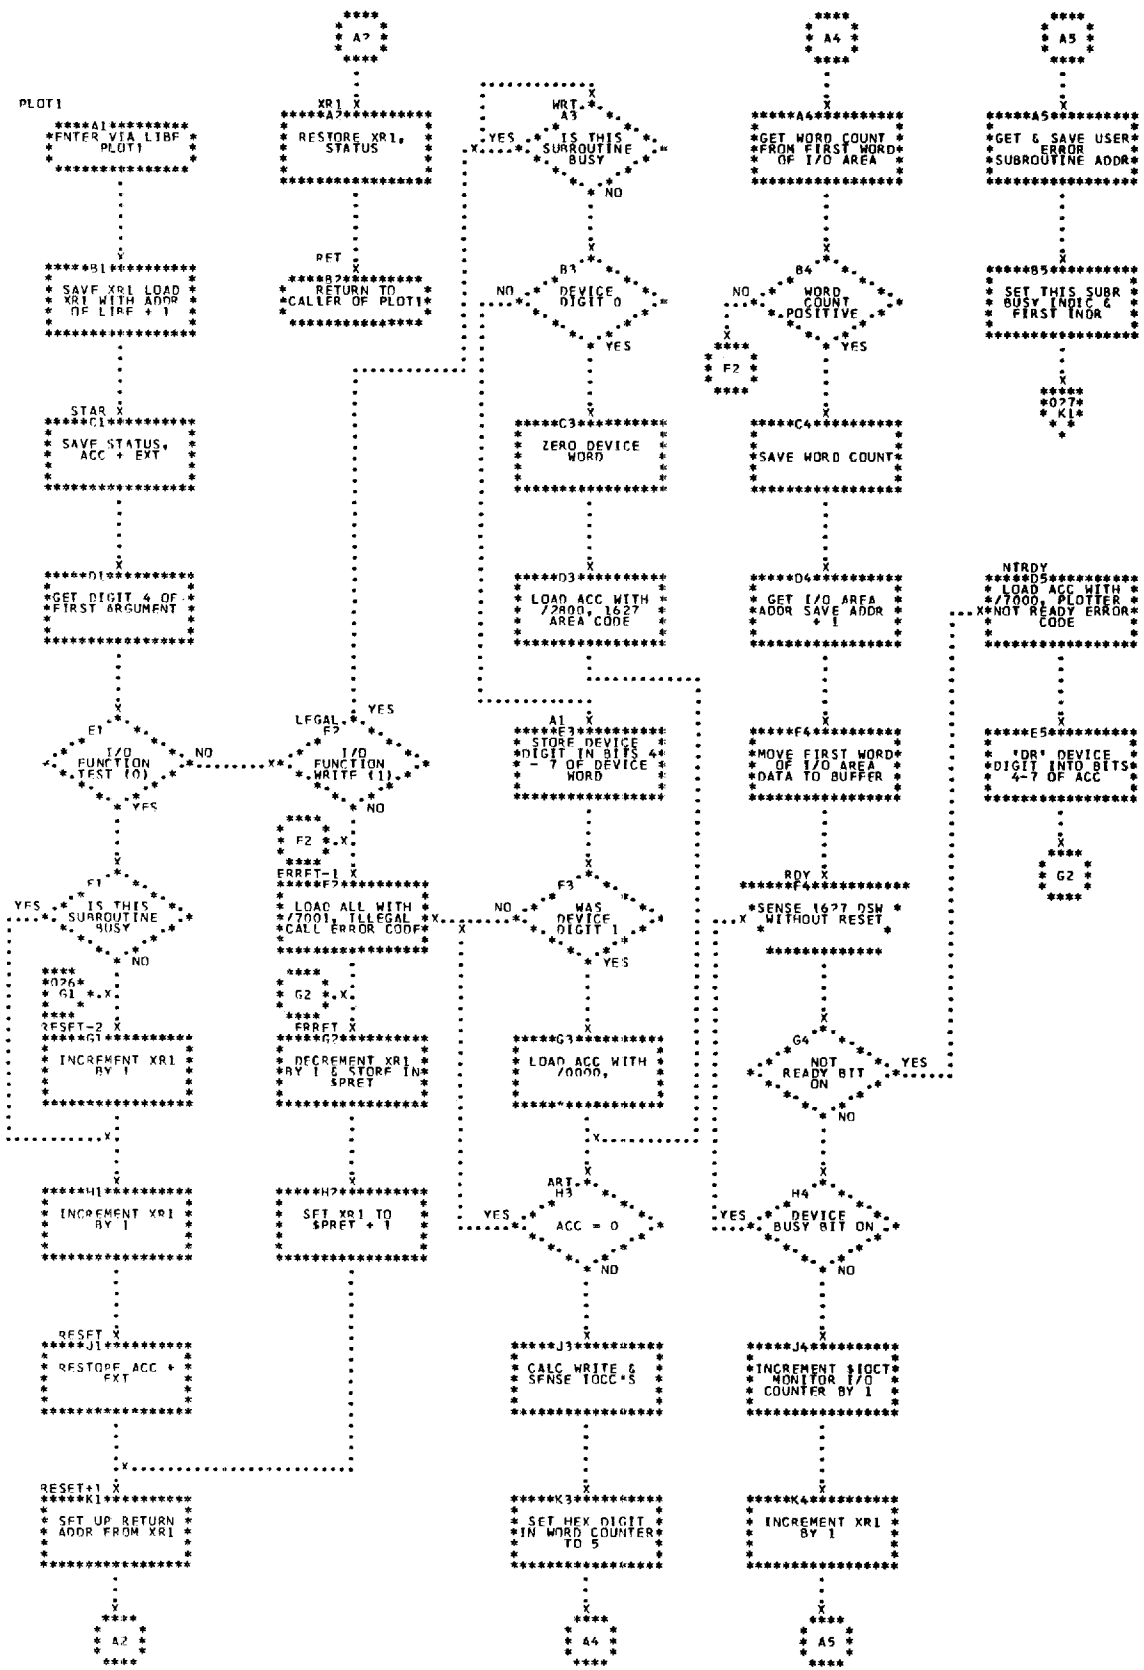 PLOT1
A1
ENTER VIA LIBF
PLOT1
B1
SAVE XR1 LOAD
XR1 WITH ADDR
OF LIBF + 1
STAR
C1
SAVE STATUS,
ACC + EXT
D1
GET DIGIT 4 OF
FIRST ARGUMENT
E1
I/O
FUNCTION
TEST (0)
NO
YES
F1
IS THIS
SUBROUTINE
BUSY
YES
NO
026
G1
RESET-2
G1
INCREMENT XR1
BY 1
H1
INCREMENT XR1
BY 1
RESET
J1
RESTORE ACC +
EXT
RESET+1
K1
SET UP RETURN
ADDR FROM XR1
A2
A2
XR1
A2
RESTORE XR1,
STATUS
RET
B2
RETURN TO
CALLER OF PLOT1
LEGAL
E2
I/O
FUNCTION
WRITE (1)
YES
NO
F2
ERRET-1
F2
LOAD ALL WITH
/7001, ILLEGAL
CALL ERROR CODE
G2
ERRET
G2
DECREMENT XR1
BY 1 & STORE IN
$PRET
H2
SET XR1 TO
$PRET + 1
WRT
A3
IS THIS
SUBROUTINE
BUSY
YES
NO
B3
DEVICE
DIGIT 0
NO
YES
C3
ZERO DEVICE
WORD
D3
LOAD ACC WITH
/2800, 1627
AREA CODE
A1
E3
STORE DEVICE
DIGIT IN BITS 4
- 7 OF DEVICE
WORD
F3
WAS
DEVICE
DIGIT 1
NO
YES
G3
LOAD ACC WITH
/0000,
ART
H3
ACC = 0
YES
NO
J3
CALC WRITE &
SENSE IOCC'S
K3
SET HEX DIGIT
IN WORD COUNTER
TO 5
A4
A4
A4
GET WORD COUNT
FROM FIRST WORD
OF I/O AREA
B4
WORD
COUNT
POSITIVE
NO
YES
F2
C4
SAVE WORD COUNT
D4
GET I/O AREA
ADDR SAVE ADDR
+ 1
E4
MOVE FIRST WORD
OF I/O AREA
DATA TO BUFFER
RDY
F4
SENSE 1627 DSW
WITHOUT RESET
G4
NOT
READY BIT
ON
YES
NO
H4
DEVICE
BUSY BIT ON
YES
NO
J4
INCREMENT $IOCT
MONITOR I/O
COUNTER BY 1
K4
INCREMENT XR1
BY 1
A5
A5
A5
GET & SAVE USER
ERROR
SUBROUTINE ADDR
B5
SET THIS SUBR
BUSY INDIC &
FIRST INDR
027
K1
NTRDY
D5
LOAD ACC WITH
/7000, PLOTTER
NOT READY ERROR
CODE
E5
'OR' DEVICE
DIGIT INTO BITS
4-7 OF ACC
G2